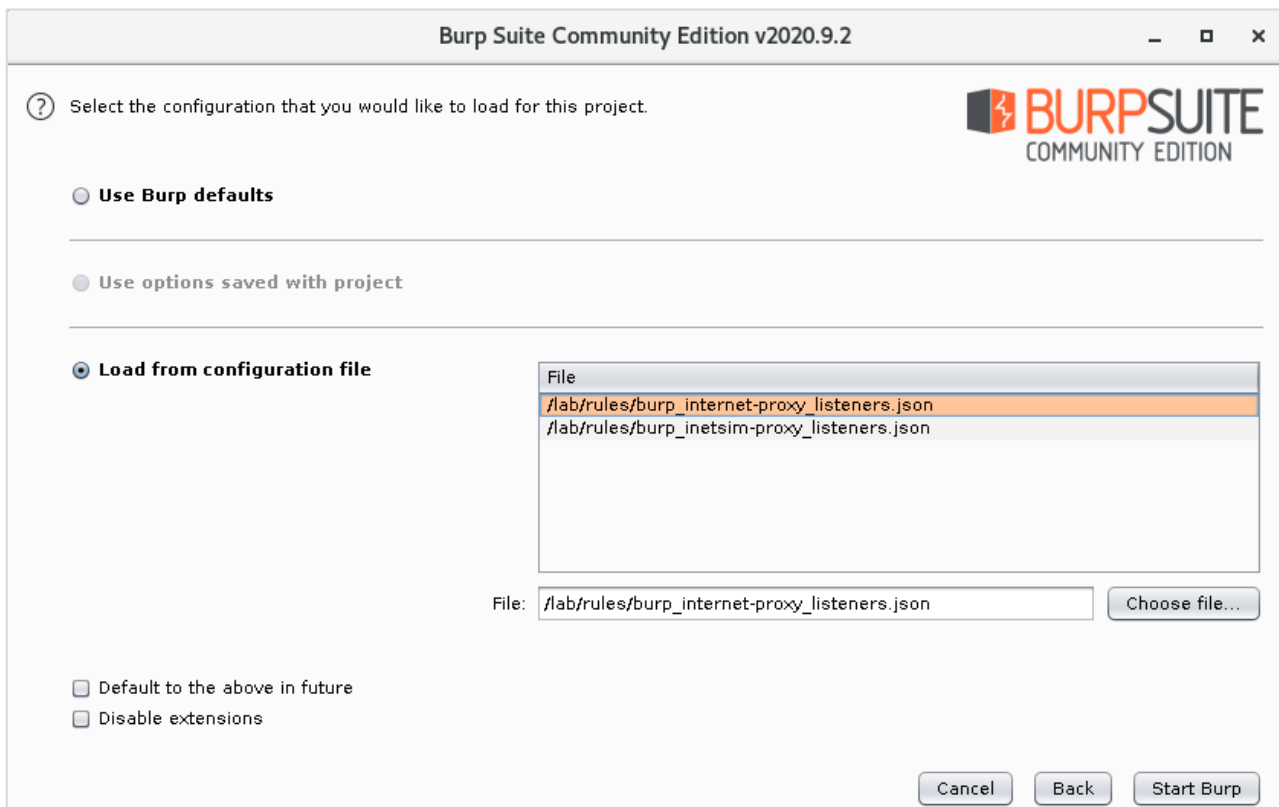 Burp Suite Community Edition v2020.9.2
? Select the configuration that you would like to load for this project.
BURPSUITE
COMMUNITY EDITION
Use Burp defaults
Use options saved with project
Load from configuration file
File
/lab/rules/burp_internet-proxy_listeners.json
/lab/rules/burp_inetsim-proxy_listeners.json
File: /lab/rules/burp_internet-proxy_listeners.json Choose file...
Default to the above in future
Disable extensions
Cancel Back Start Burp